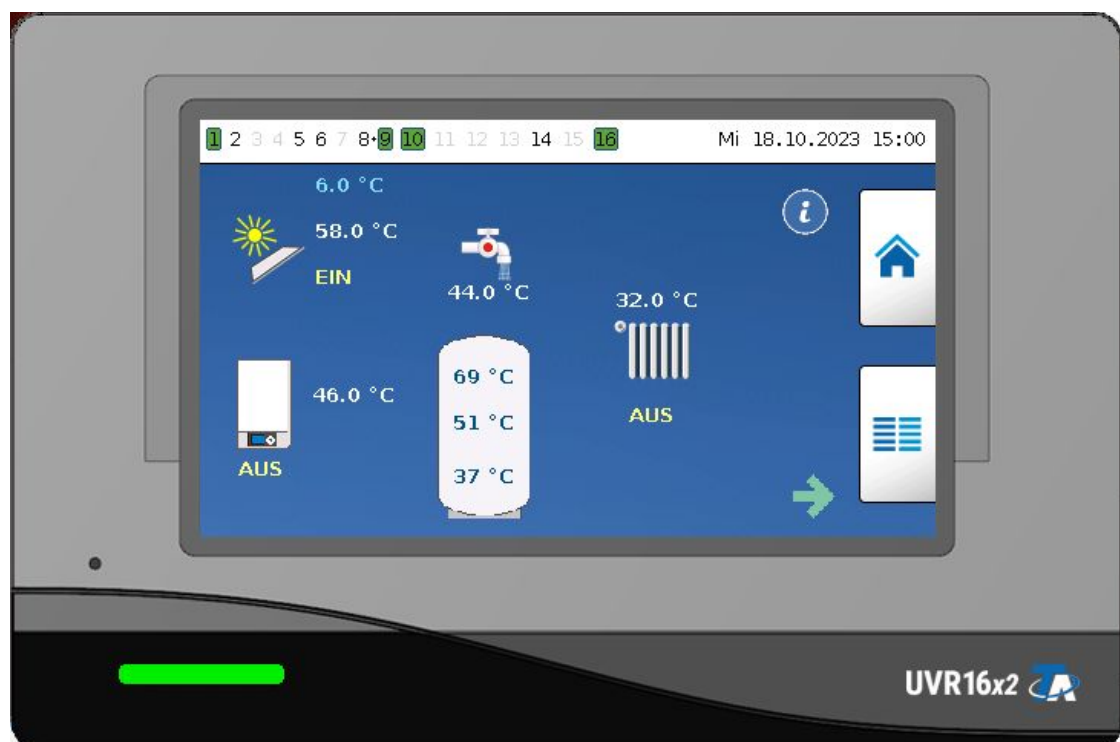 1 2 3 4 5 6 7 8•9 10 11 12 13 14 15 16 Mi 18.10.2023 15:00
6.0 °C
i
58.0 °C
EIN
44.0 °C
32.0 °C
69 °C
46.0 °C
51 °C
AUS
AUS
37 °C
UVR16x2 TA